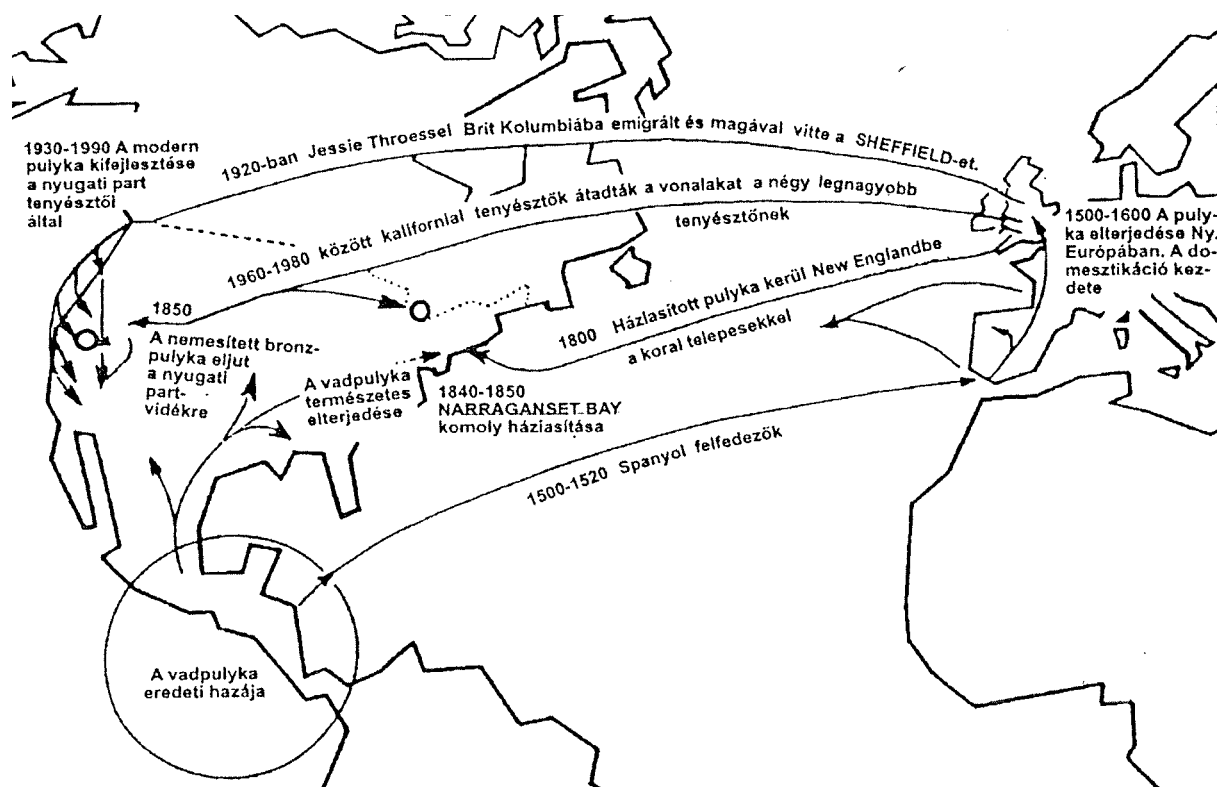 1930-1990 A modern
pulyka kifejlesztése
a nyugati part
tenyésztői
által
1920-ban Jessie Throessel Brit Kolumbiába emigrált és magával vitte a SHEFFIELD-et.
1960-1980 között kaliforniai tenyésztők átadták a vonalakat a négy legnagyobb
tenyésztőnek
1500-1600 A puly-
ka elterjedése Ny.
Európában. A do-
mesztikáció kez-
dete
1800 Házlasított pulyka kerül New Englandbe
a korai telepesekkel
1850
A nemesített bronz-
pulyka eljut
a nyugati
part-
vidékre
A vadpulyka
természetes
elterjedése
1840-1850
NARRAGANSET BAY
komoly háziasítása
1500-1520 Spanyol felfedezők
A vadpulyka
eredeti hazája